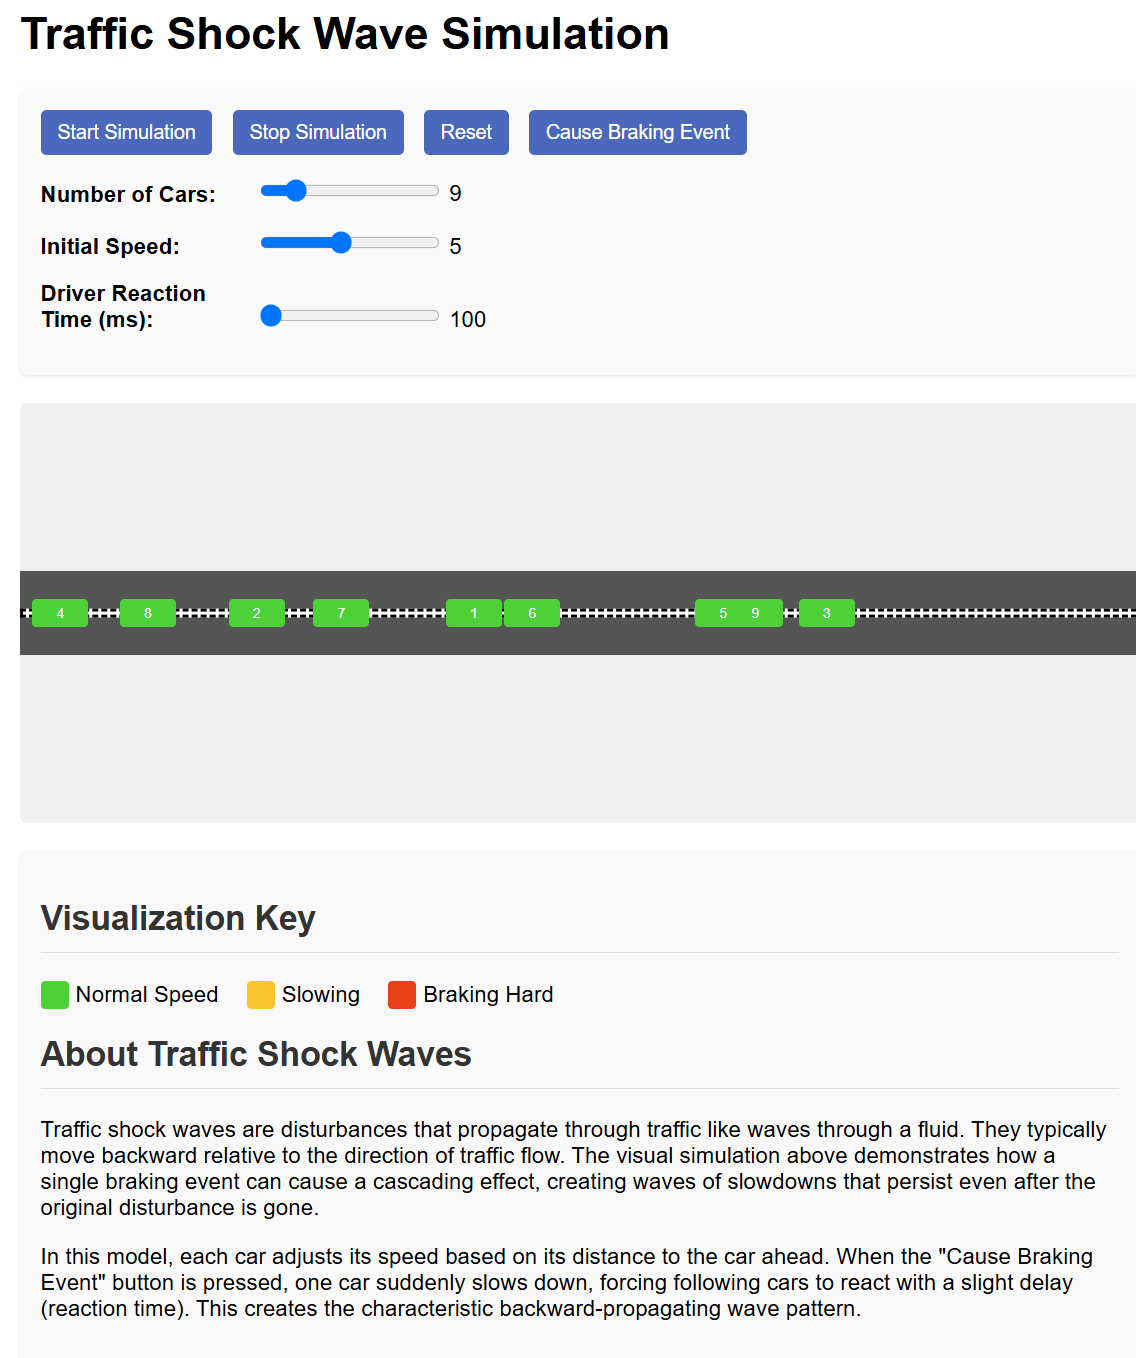 Traffic Shock Wave Simulation
Start Simulation Stop Simulation Reset Cause Braking Event
Number of Cars: 9
Initial Speed: 5
Driver Reaction
Time (ms): 100
4 8 2 7 1 6 5 9 3
Visualization Key
Normal Speed Slowing Braking Hard
About Traffic Shock Waves
Traffic shock waves are disturbances that propagate through traffic like waves through a fluid. They typically
move backward relative to the direction of traffic flow. The visual simulation above demonstrates how a
single braking event can cause a cascading effect, creating waves of slowdowns that persist even after the
original disturbance is gone.
In this model, each car adjusts its speed based on its distance to the car ahead. When the "Cause Braking
Event" button is pressed, one car suddenly slows down, forcing following cars to react with a slight delay
(reaction time). This creates the characteristic backward-propagating wave pattern.